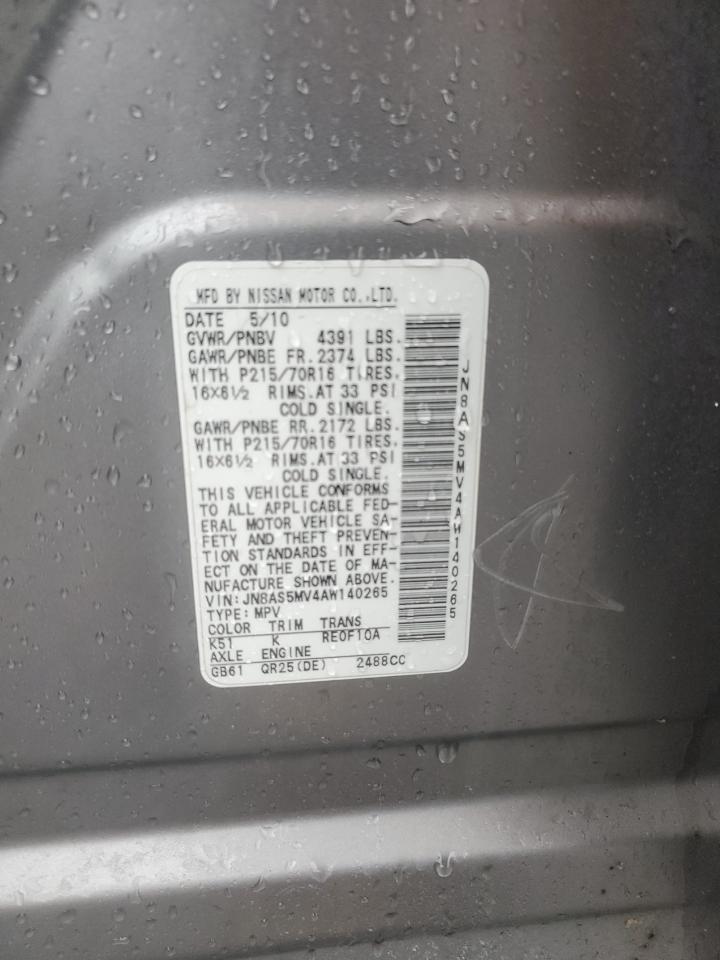 MFD BY NISSAN MOTOR CO.,LTD.
DATE 5/10
GVWR/PNBV 4391 LBS.
GAWR/PNBE FR.2374 LBS.
WITH P215/70R16 TIRES.
16X6½ RIMS.AT 33 PSI
COLD SINGLE.
GAWR/PNBE RR.2172 LBS.
WITH P215/70R16 TIRES.
16X6½ RIMS.AT 33 PSI
COLD SINGLE.
THIS VEHICLE CONFORMS
TO ALL APPLICABLE FED-
ERAL MOTOR VEHICLE SA-
FETY AND THEFT PREVEN-
TION STANDARDS IN EFF-
ECT ON THE DATE OF MA-
NUFACTURE SHOWN ABOVE.
VIN:JN8AS5MV4AW140265
TYPE:MPV
COLOR TRIM TRANS
K51 K RE0F10A
AXLE ENGINE
GB61 QR25(DE) 2488CC
JN8AS5MV4AW140265